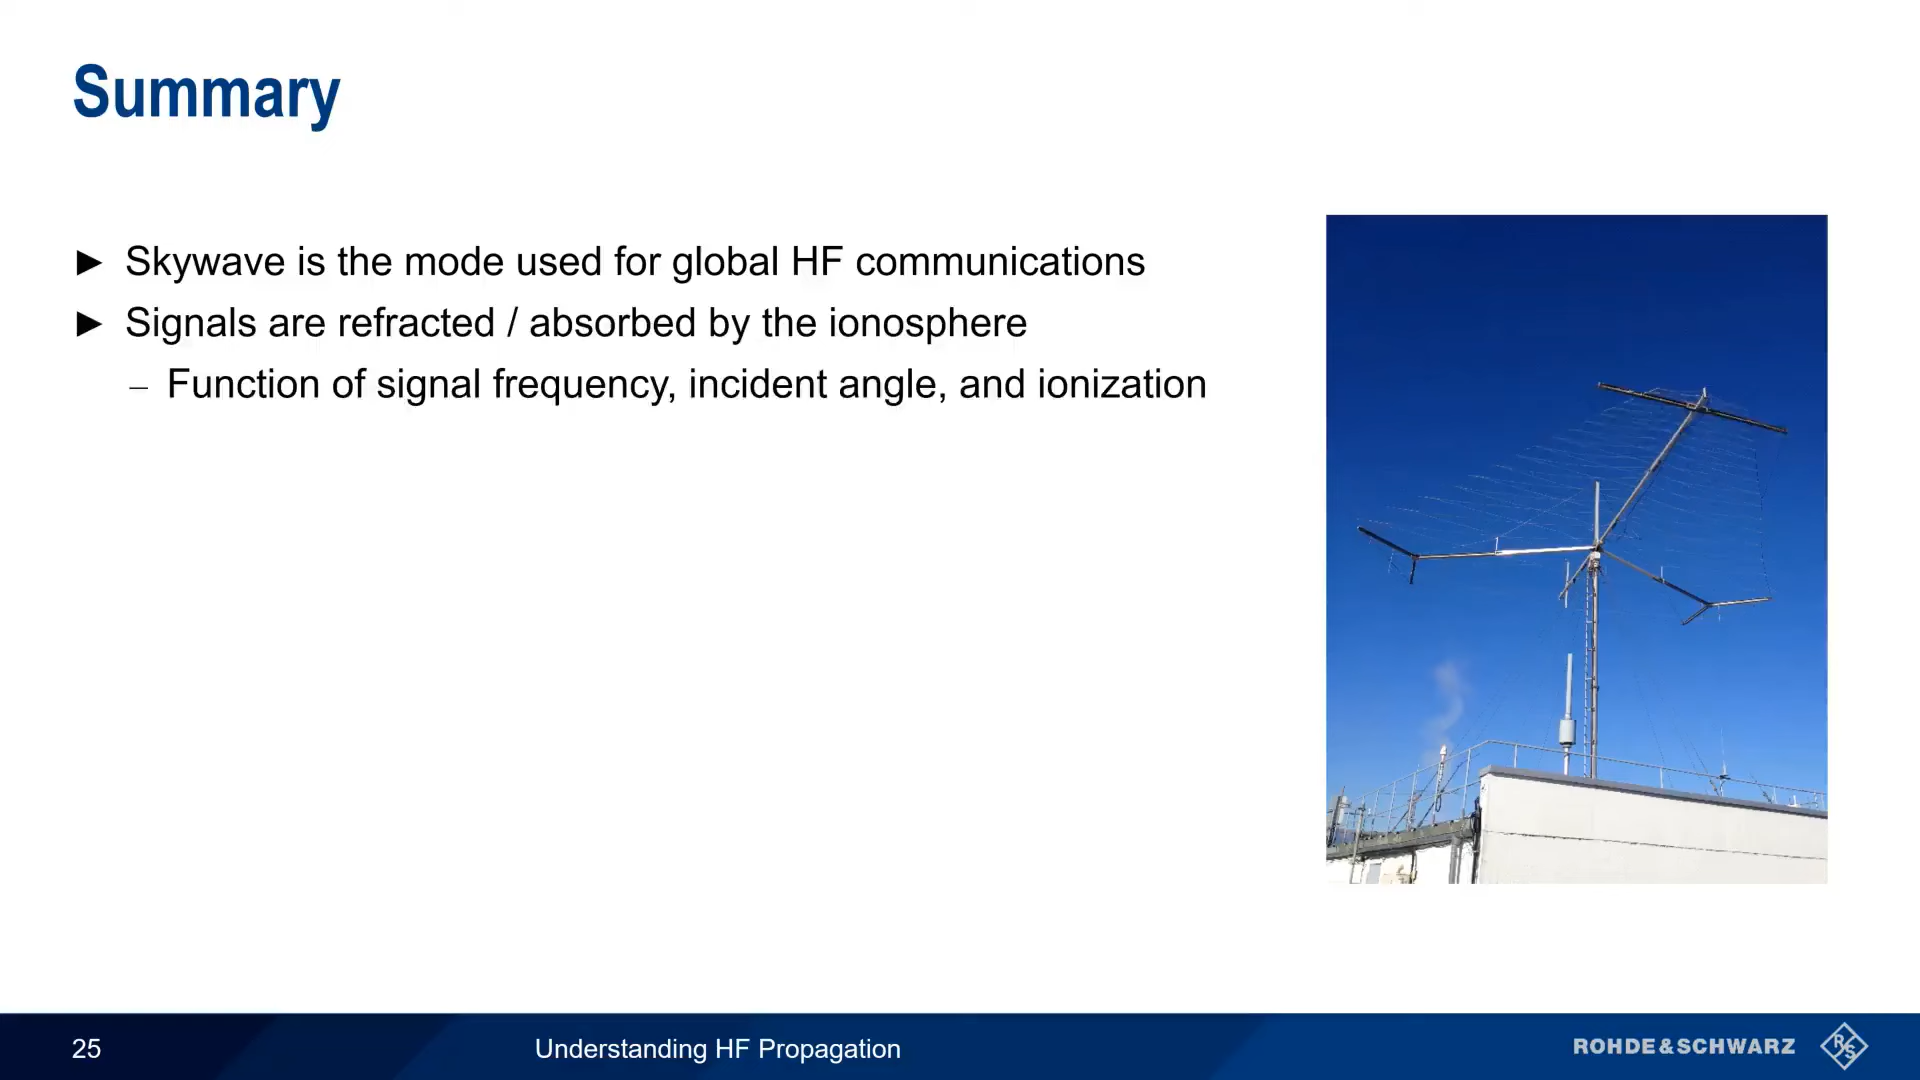 Summary
► Skywave is the mode used for global HF communications
► Signals are refracted / absorbed by the ionosphere
– Function of signal frequency, incident angle, and ionization
25
Understanding HF Propagation
ROHDE&SCHWARZ
R&S